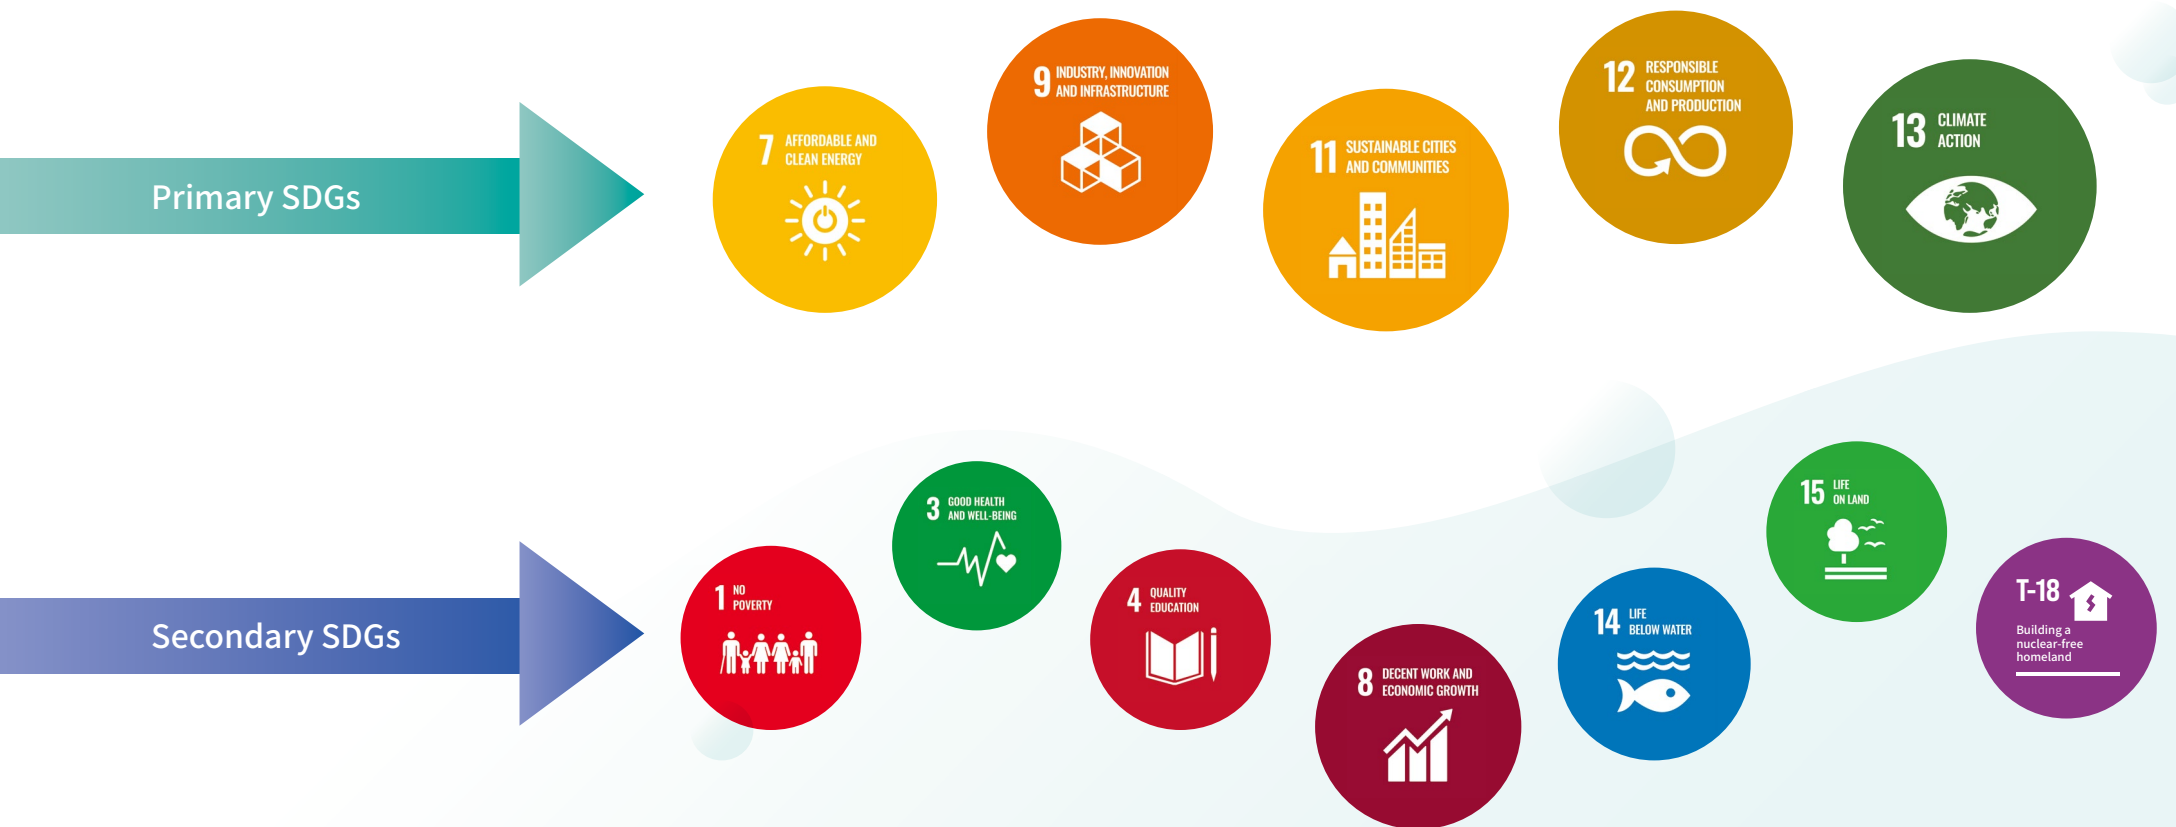 Primary SDGs
7 AFFORDABLE AND
CLEAN ENERGY
9 INDUSTRY, INNOVATION
AND INFRASTRUCTURE
11 SUSTAINABLE CITIES
AND COMMUNITIES
12 RESPONSIBLE
CONSUMPTION
AND PRODUCTION
13 CLIMATE
ACTION
Secondary SDGs
1 NO
POVERTY
3 GOOD HEALTH
AND WELL-BEING
4 QUALITY
EDUCATION
8 DECENT WORK AND
ECONOMIC GROWTH
14 LIFE
BELOW WATER
15 LIFE
ON LAND
T-18
Building a
nuclear-free
homeland